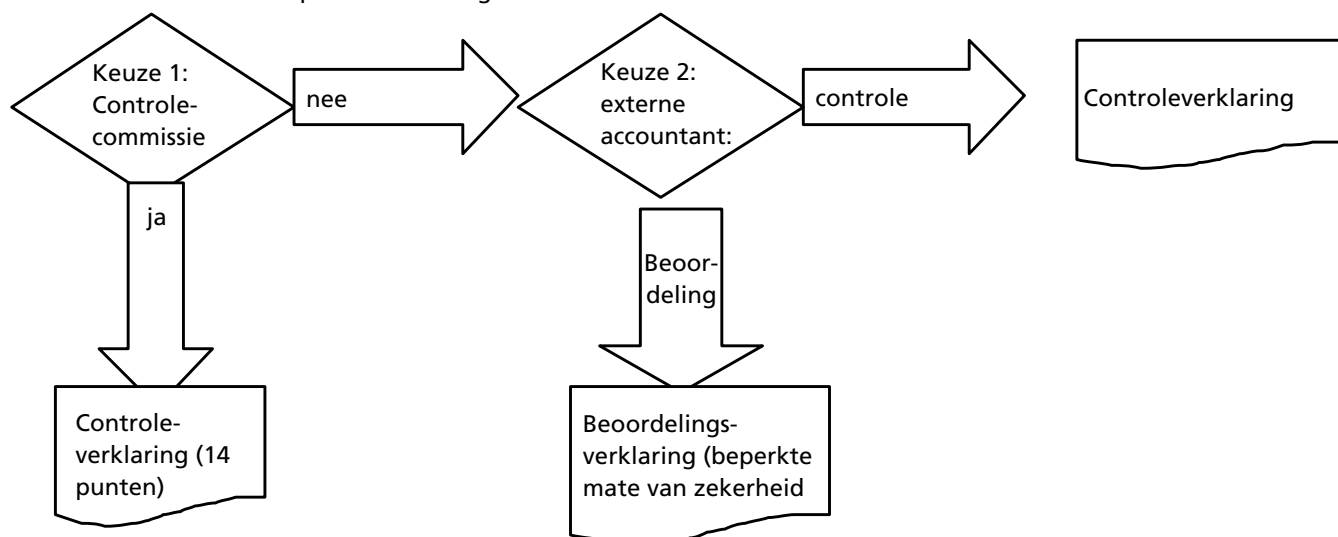 Keuze 1:
Controle-
commissie
nee
Keuze 2:
externe
accountant:
controle
Controleverklaring
ja
Beoor-
deling
Controle-
verklaring (14
punten)
Beoordelings-
verklaring (beperkte
mate van zekerheid